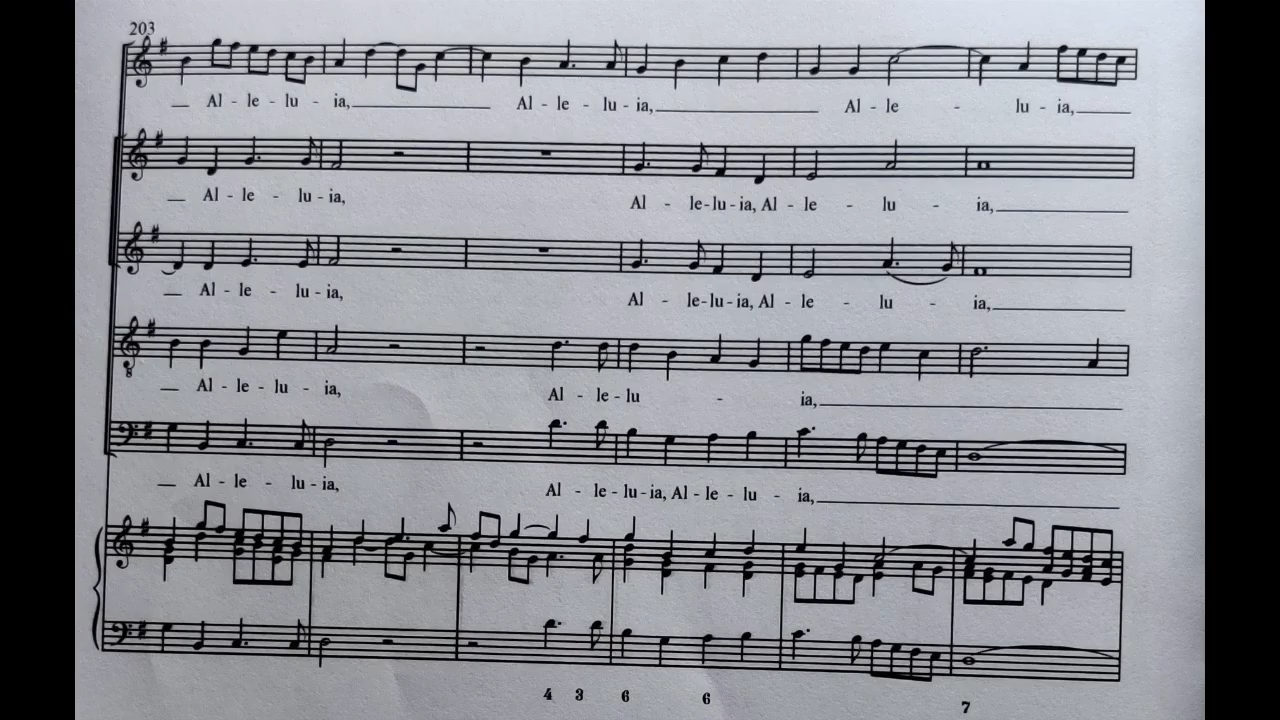 203
Al - le - lu - ia, Al - le - lu - ia, Al - le - lu - ia,
Al - le - lu - ia, Al - le-lu-ia, Al - le - lu - ia,
Al - le - lu - ia, Al - le-lu-ia, Al - le - lu - ia,
8
Al - le - lu - ia, Al - le-lu - ia,
Al - le - lu - ia, Al - le-lu-ia, Al - le - lu - ia,
4 3 6 6 7